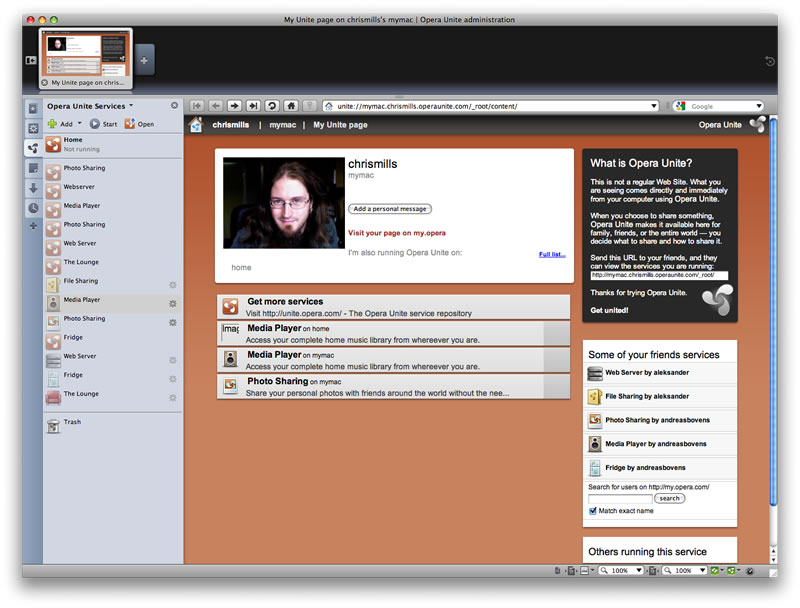 My Unite page on chrismills's mymac | Opera Unite administration
My Unite page on chris...
Opera Unite Services
Add
Start
Open
Home
Not running
Photo Sharing
Webserver
Media Player
Photo Sharing
Web Server
The Lounge
File Sharing
Media Player
Photo Sharing
Fridge
Web Server
Fridge
The Lounge
Trash
unite://mymac.chrismills.operaunite.com/_root/content/
Google
chrismills | mymac | My Unite page
Opera Unite
chrismills
mymac
Add a personal message
Visit your page on my.opera
I'm also running Opera Unite on:
Full list...
home
Get more services
Visit http://unite.opera.com/ - The Opera Unite service repository
Imag
Media Player on home
Access your complete home music library from whereever you are.
Media Player on mymac
Access your complete home music library from whereever you are.
Photo Sharing on mymac
Share your personal photos with friends around the world without the nee...
What is Opera Unite?
This is not a regular Web Site. What you
are seeing comes directly and immediately
from your computer using Opera Unite.
When you choose to share something,
Opera Unite makes it available here for
family, friends, or the entire world — you
decide what to share and how to share it.
Send this URL to your friends, and they
can view the services you are running:
http://mymac.chrismills.operaunite.com/_root/
Thanks for trying Opera Unite.
Get united!
Some of your friends services
Web Server by aleksander
File Sharing by aleksander
Photo Sharing by andreasbovens
Media Player by andreasbovens
Fridge by andreasbovens
Search for users on http://my.opera.com/
search
Match exact name
Others running this service
100%
100%